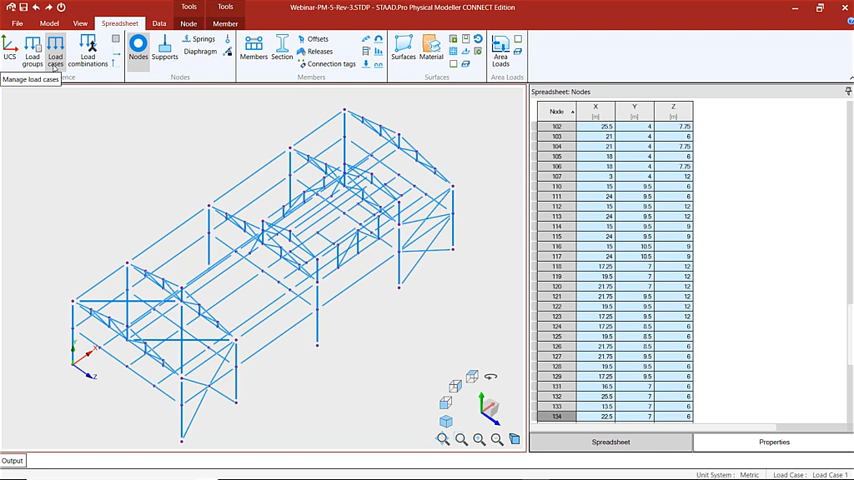 Tools
Tools
Webinar-PM-5-Rev-3.STDP - STAAD.Pro Physical Modeller CONNECT Edition
File
Model
Loading
Spreadsheet
Data
Node
Member
UCS
Load groups
Load cases
Load combinations
Nodes
Supports
Springs
Diaphragm
Members
Section
Offsets
Releases
Connection tags
Surfaces
Material
Area Loads
Manage load cases
Nodes
Members
Surfaces
Area Loads
Spreadsheet: Nodes
Node X Y Z
[m] [m] [m]
102 25.5 4 7.75
103 21 4 6
104 21 4 7.75
105 18 4 6
106 18 4 7.75
107 3 4 12
110 15 9.5 6
111 24 9.5 6
112 15 9.5 12
113 24 9.5 12
114 15 9.5 9
115 24 9.5 9
116 15 10.5 9
117 24 10.5 9
118 17.25 7 12
119 19.5 7 12
120 21.75 7 12
121 21.75 9.5 12
122 19.5 9.5 12
123 17.25 9.5 12
124 17.25 8.5 6
125 19.5 8.5 6
126 21.75 8.5 6
127 21.75 9.5 6
128 19.5 9.5 6
129 17.25 9.5 6
131 16.5 7 6
132 25.5 7 6
133 13.5 7 6
134 22.5 7 6
Y
X
Z
Spreadsheet
Properties
Output
Unit System : Metric
Load Case : Load Case 1